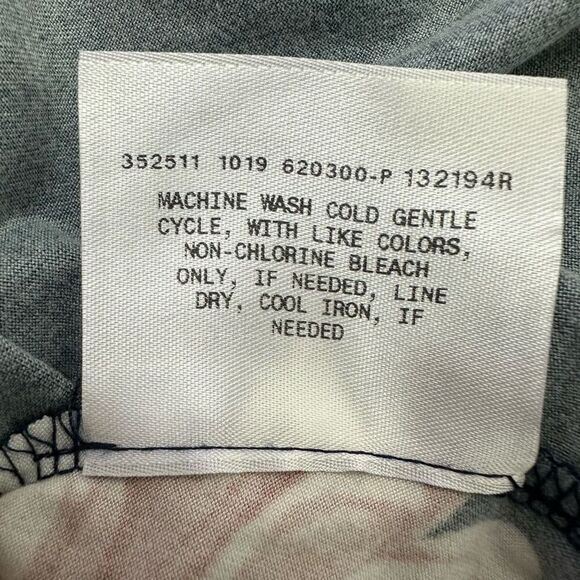 352511 1019 620300-P 132194R
MACHINE WASH COLD GENTLE
CYCLE, WITH LIKE COLORS,
NON-CHLORINE BLEACH
ONLY, IF NEEDED, LINE
DRY, COOL IRON, IF
NEEDED